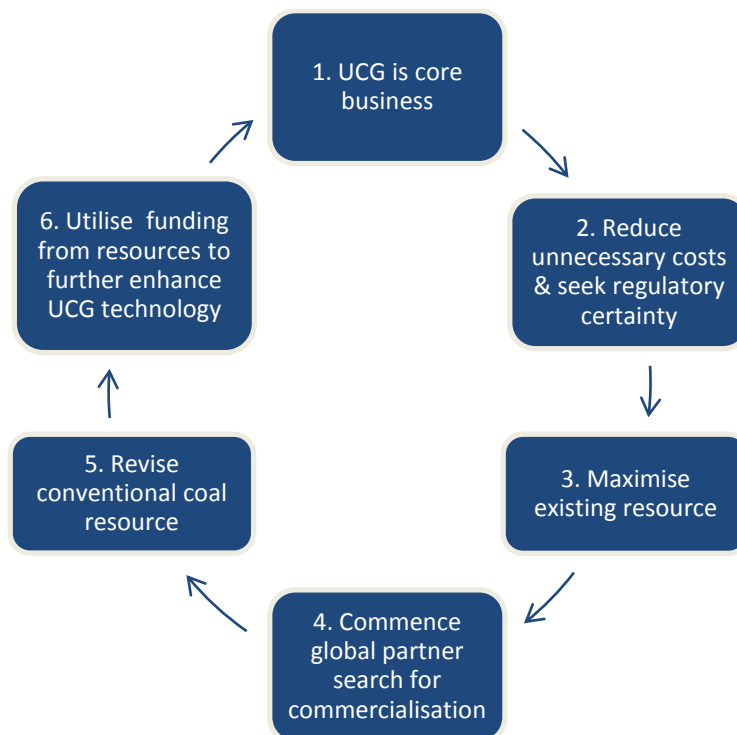 1. UCG is core
business
2. Reduce
unnecessary costs
& seek regulatory
certainty
3. Maximise
existing resource
4. Commence
global partner
search for
commercialisation
5. Revise
conventional coal
resource
6. Utilise  funding
from resources to
further enhance
UCG technology